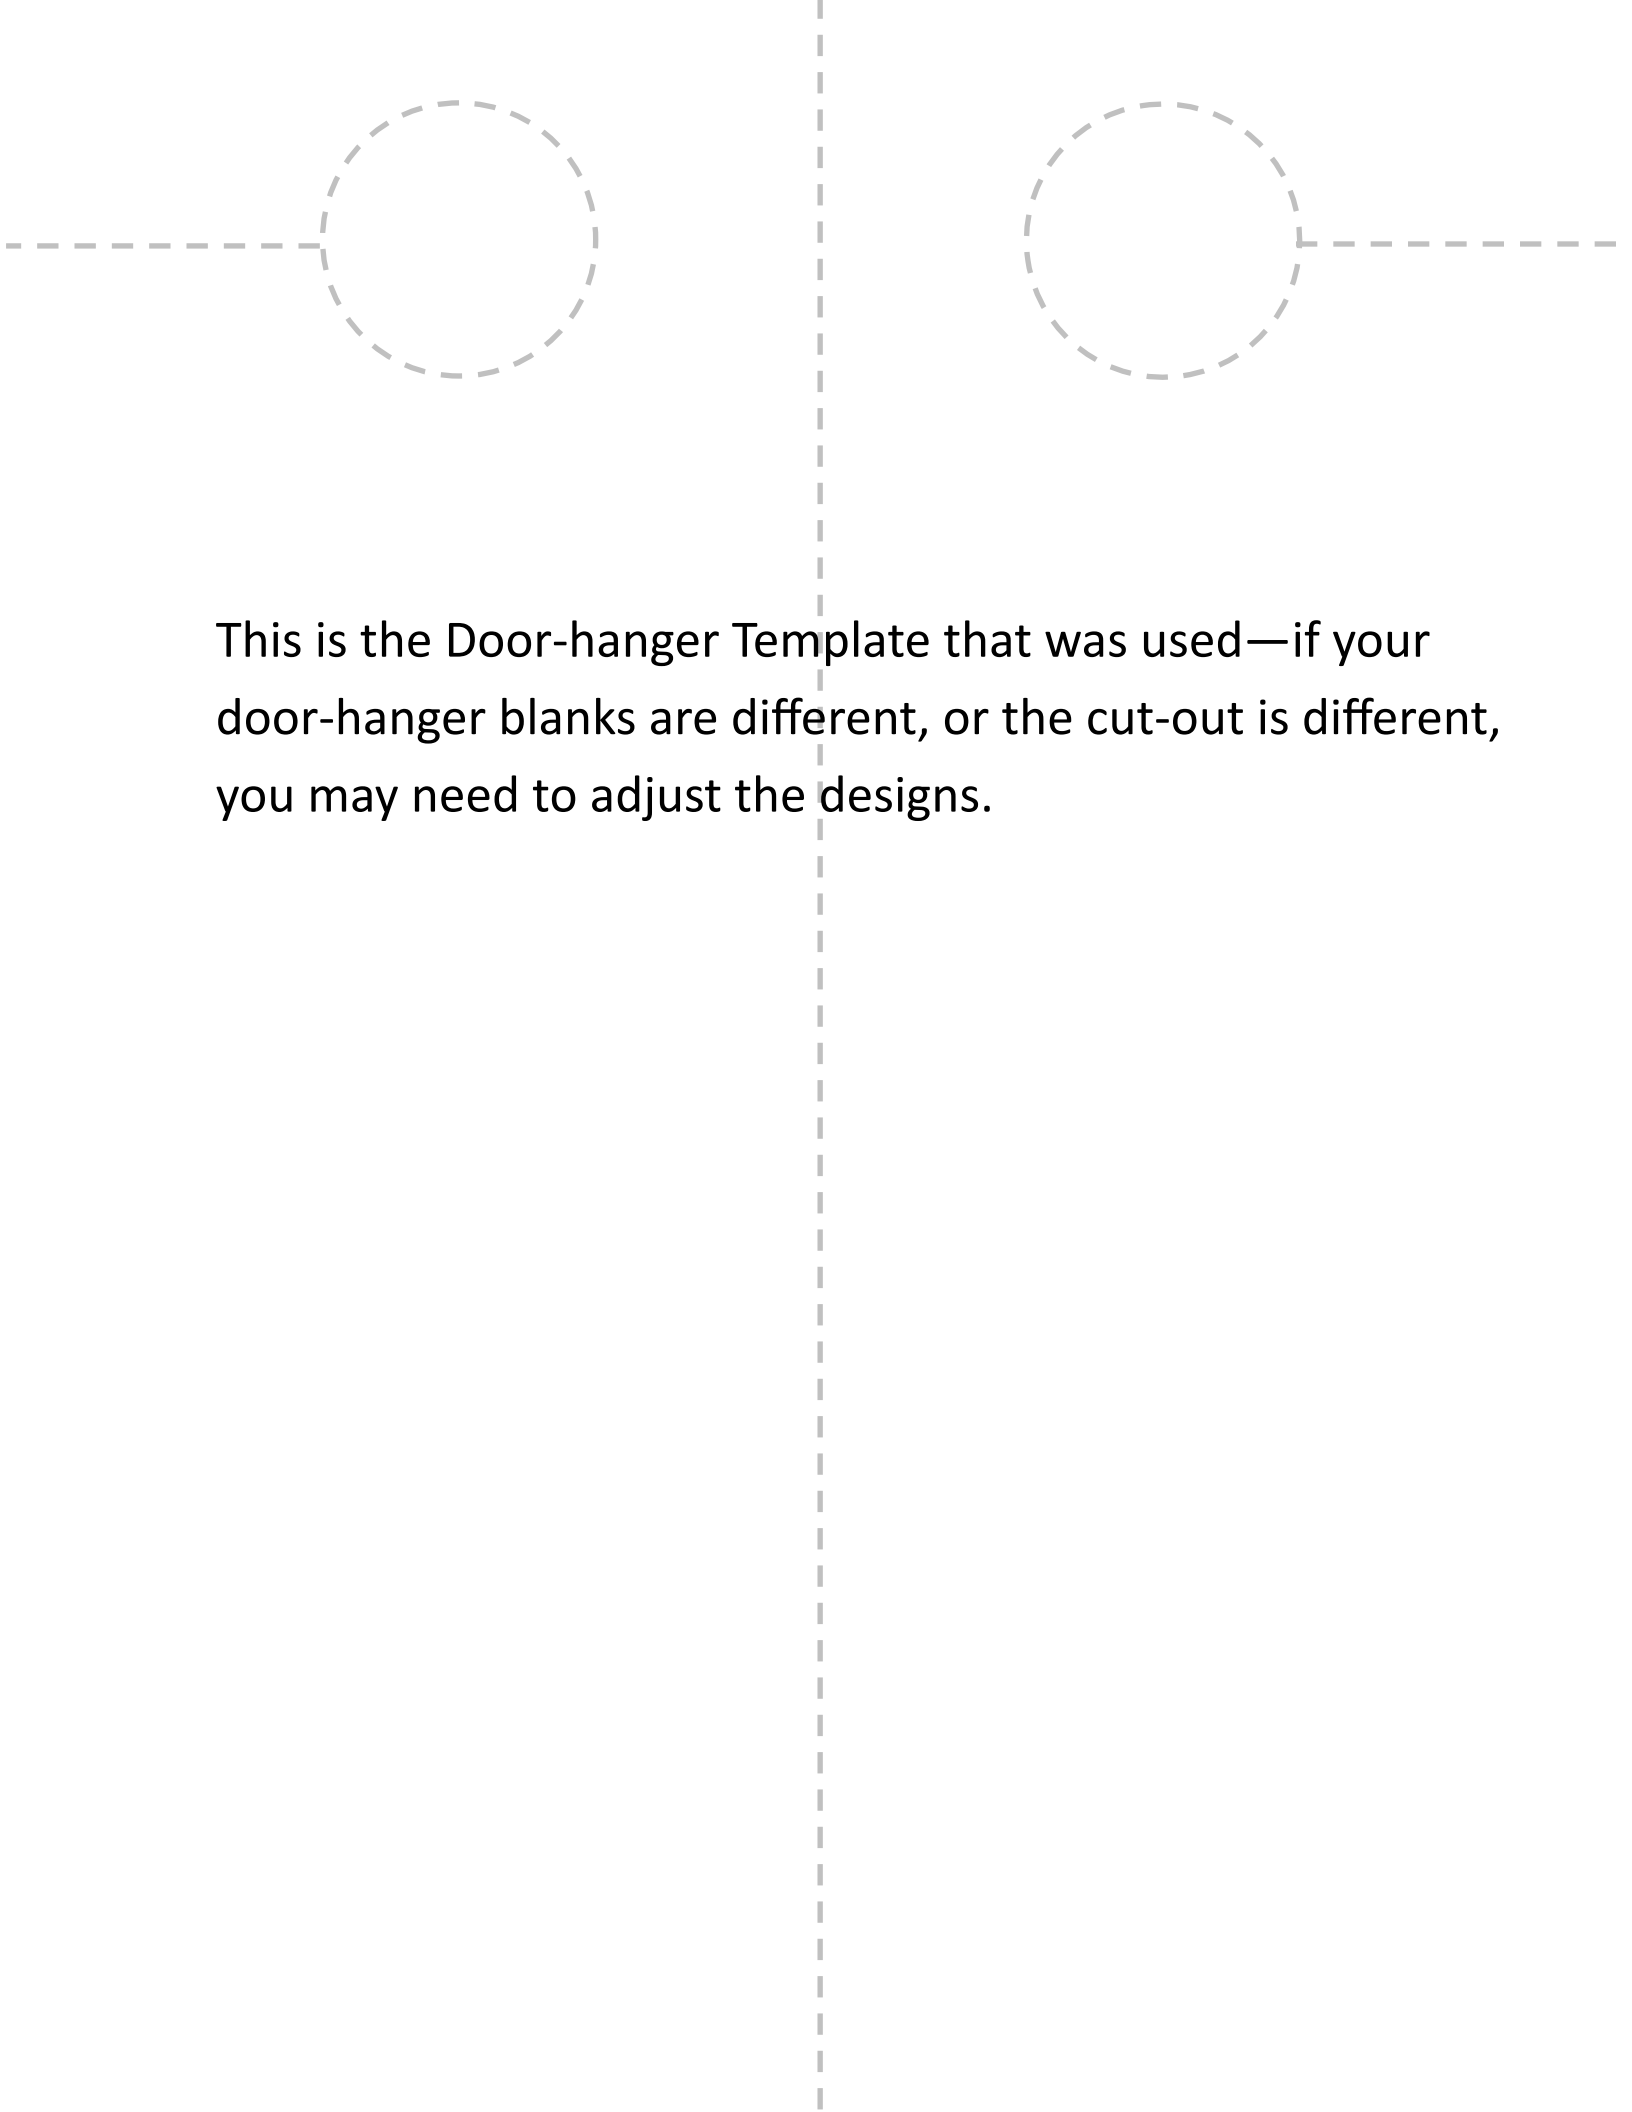 This is the Door-hanger Template that was used—if your
door-hanger blanks are different, or the cut-out is different,
you may need to adjust the designs.